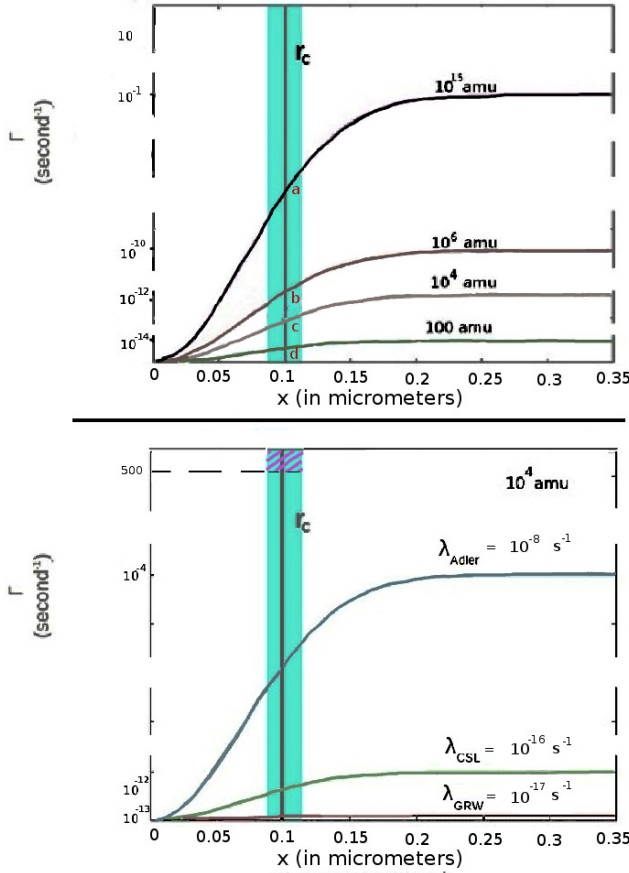 10
r_c
10^15 amu
10^-1
a
Γ (second^-1)
10^6 amu
10^-10
10^4 amu
10^-12
b
c
100 amu
10^-14
d
0 0.05 0.1 0.15 0.2 0.25 0.3 0.35
x (in micrometers)
500
10^4 amu
r_c
λ_Adler = 10^-8 s^-1
10^-4
Γ (second^-1)
λ_CSL = 10^-16 s^-1
10^-12
λ_GRW = 10^-17 s^-1
10^-13
0 0.05 0.1 0.15 0.2 0.25 0.3 0.35
x (in micrometers)